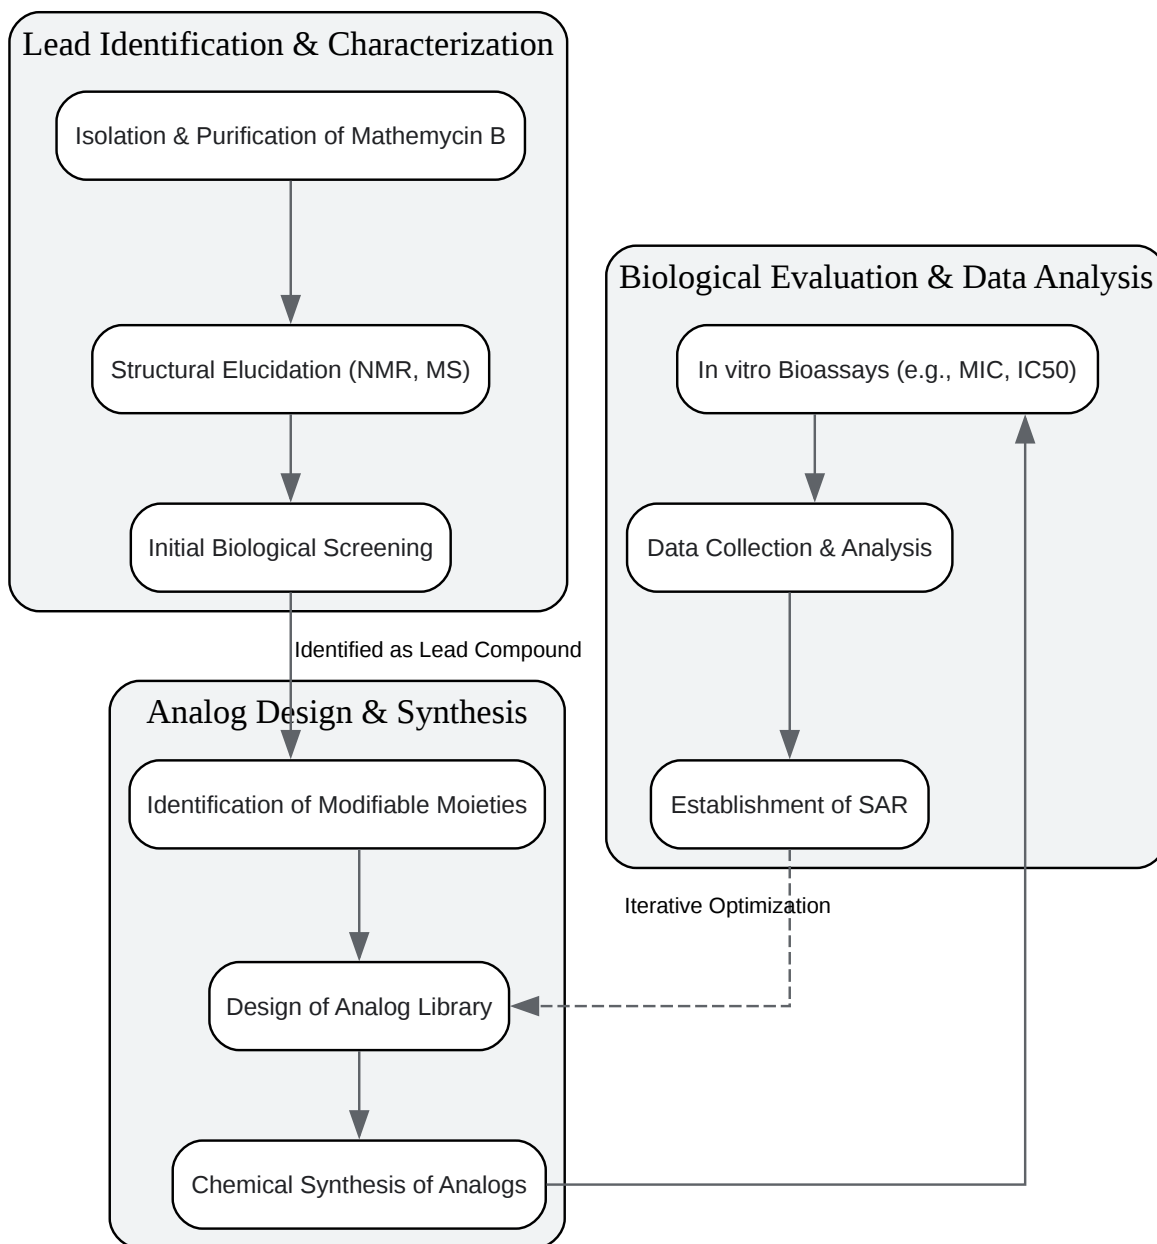 Lead Identification & Characterization
Isolation & Purification of Mathemycin B
Structural Elucidation (NMR, MS)
Initial Biological Screening
Identified as Lead Compound
Analog Design & Synthesis
Identification of Modifiable Moieties
Design of Analog Library
Chemical Synthesis of Analogs
Biological Evaluation & Data Analysis
In vitro Bioassays (e.g., MIC, IC50)
Data Collection & Analysis
Establishment of SAR
Iterative Optimization